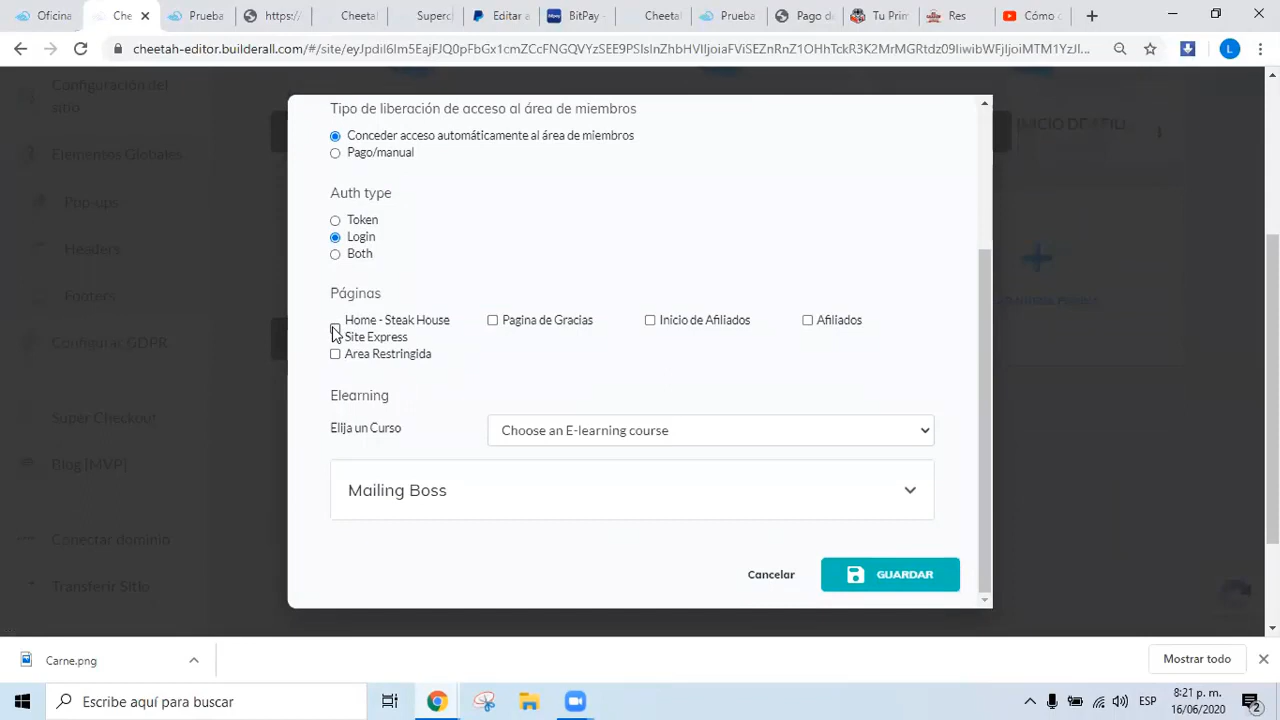 Oficina
Che
Prueba
https://
Cheetal
Superc
Editar a
BitPay -
Cheetal
Prueba
Pago de
Tu Prim
Res
Cómo c
cheetah-editor.builderall.com/#/site/
Configuración del
sitio
Elementos Globales
Pop-ups
Headers
Footers
Configurar GDPR
Super Checkout
Blog [MVP]
Conectar dominio
Transferir Sitio
Tipo de liberación de acceso al área de miembros
Conceder acceso automáticamente al área de miembros
Pago/manual
Auth type
Token
Login
Both
Páginas
Home - Steak House
Site Express
Pagina de Gracias
Inicio de Afiliados
Afiliados
Area Restringida
Elearning
Elija un Curso
Choose an E-learning course
Mailing Boss
Cancelar
GUARDAR
Carne.png
Mostrar todo
Escribe aquí para buscar
ESP
8:21 p. m.
16/06/2020
2